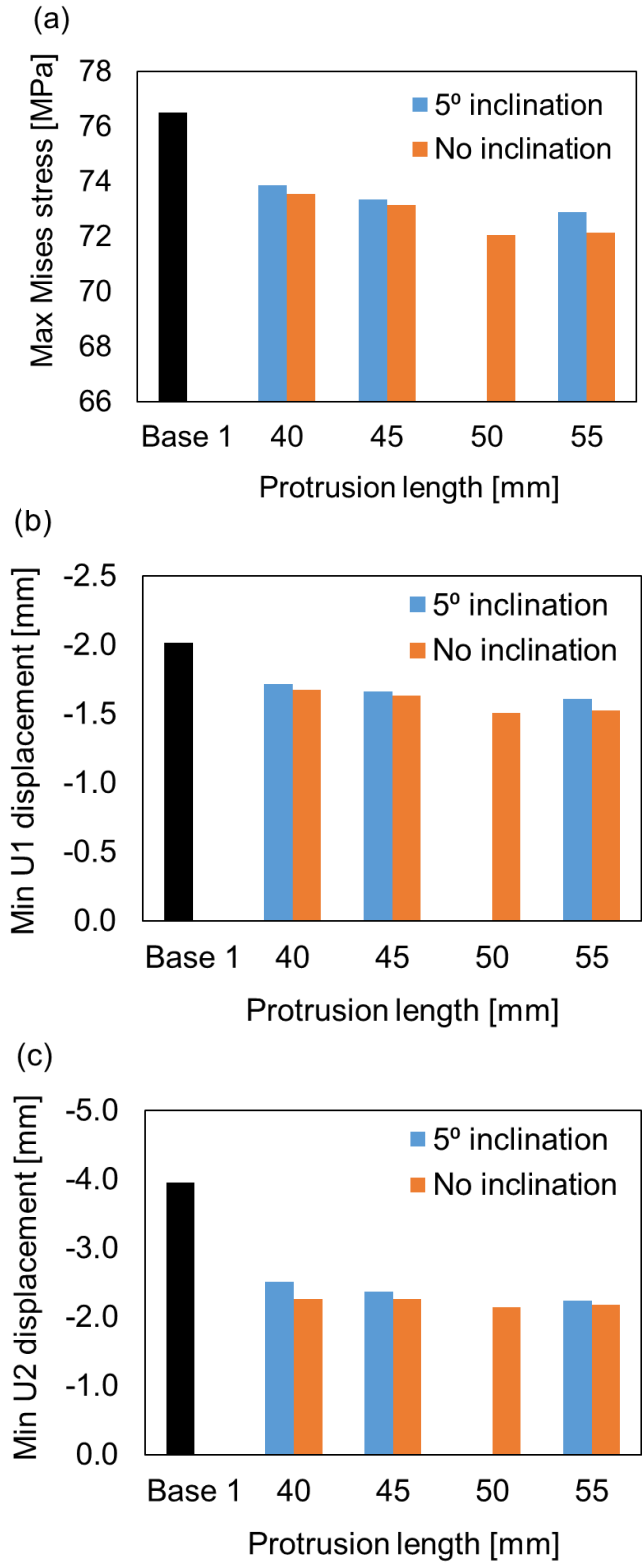 (a)
Max Mises stress [MPa]
78
76
74
72
70
68
66
5º inclination
No inclination
Base 1 40 45 50 55
Protrusion length [mm]
(b)
Min U1 displacement [mm]
-2.5
-2.0
-1.5
-1.0
-0.5
0.0
5º inclination
No inclination
Base 1 40 45 50 55
Protrusion length [mm]
(c)
Min U2 displacement [mm]
-5.0
-4.0
-3.0
-2.0
-1.0
0.0
5º inclination
No inclination
Base 1 40 45 50 55
Protrusion length [mm]